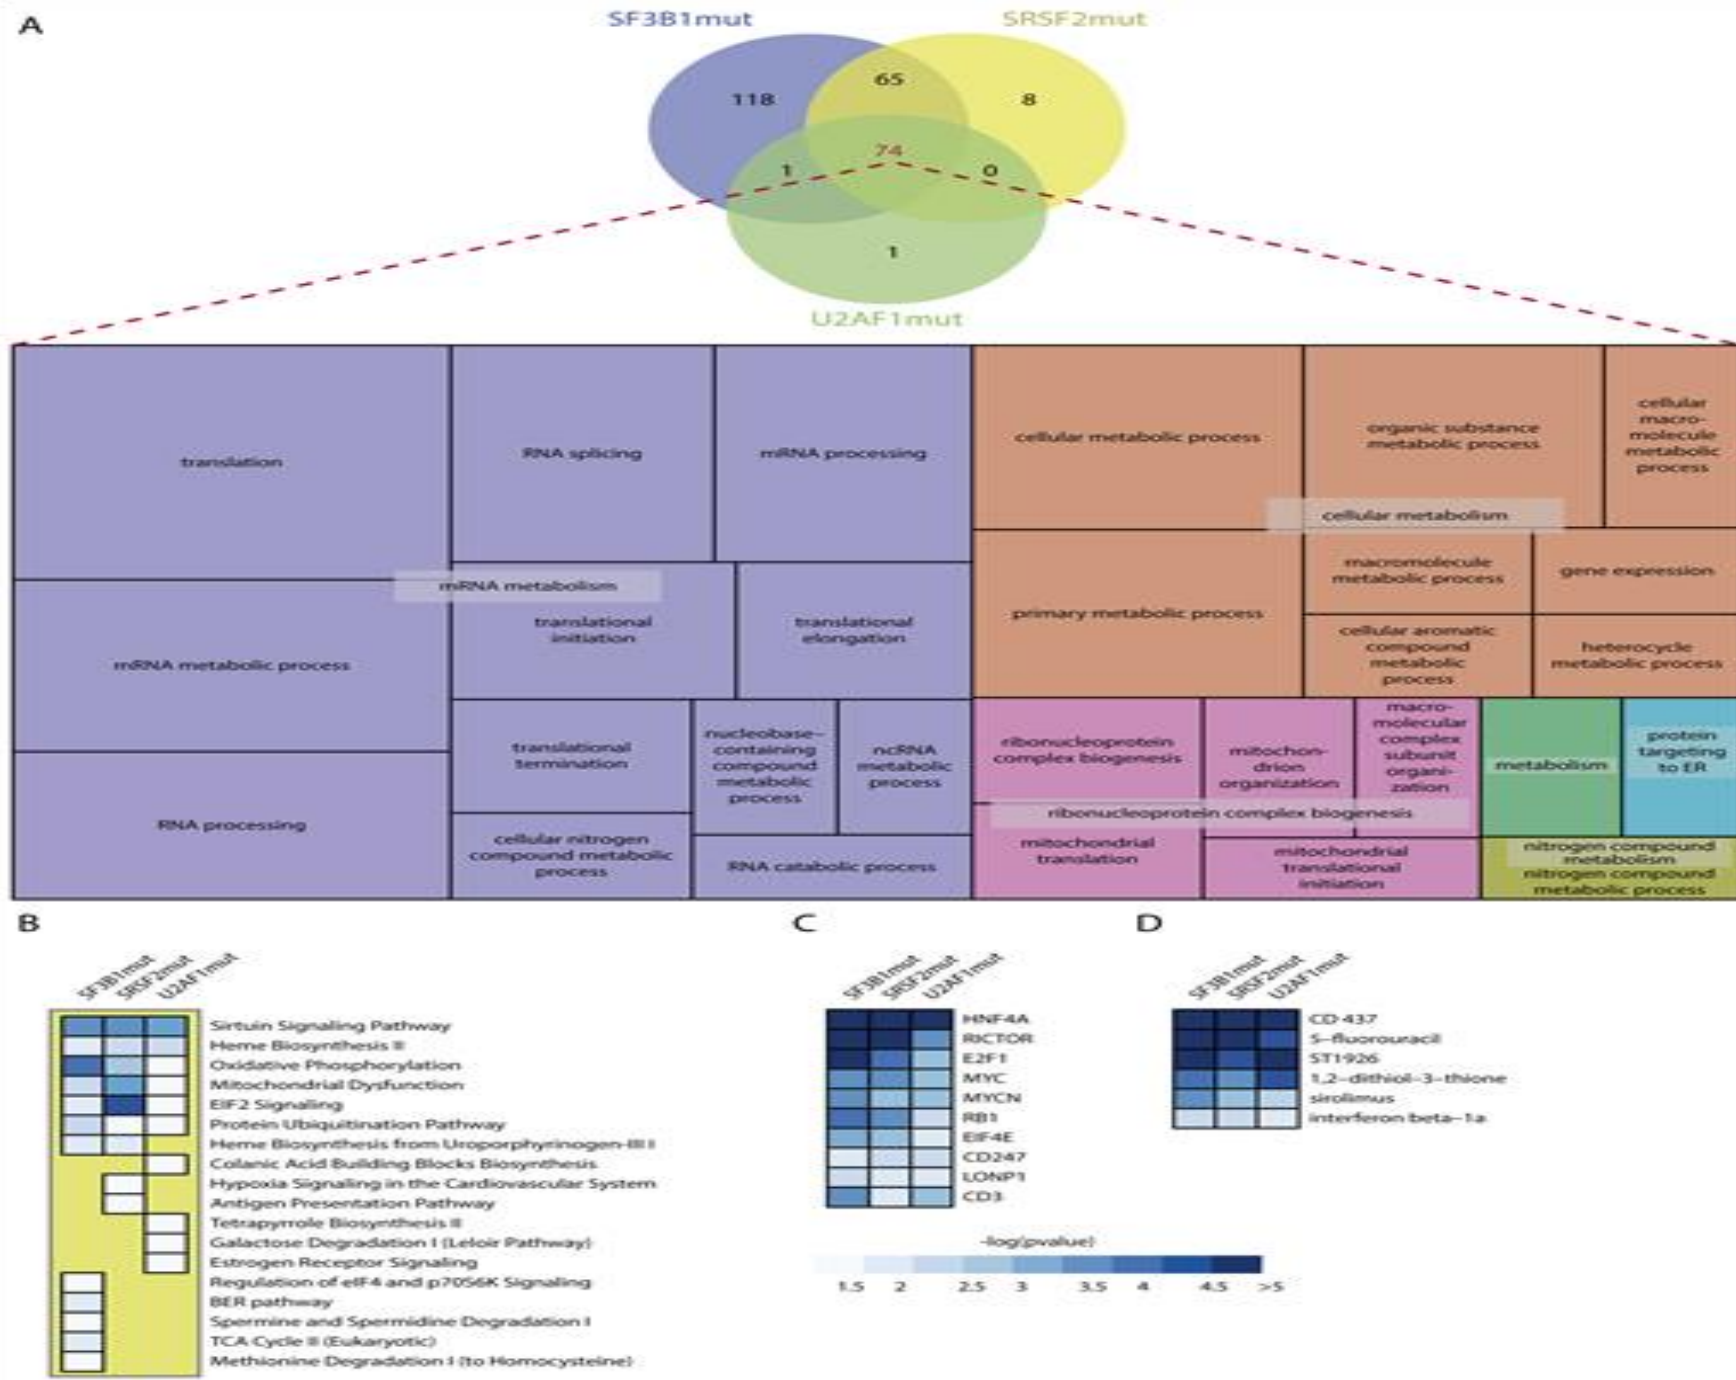 A
SF3B1mut
SRSF2mut
65
118
8
74
1
0
1
U2AF1mut
translation
RNA splicing
mRNA processing
mRNA metabolic process
mRNA metabolism
translational
initiation
translational
elongation
RNA processing
translational
termination
nucleobase-
containing
compound
metabolic
process
ncRNA
metabolic
process
cellular nitrogen
compound metabolic
process
RNA catabolic process
cellular metabolic process
organic substance
metabolic process
cellular
macro-
molecule
metabolic
process
cellular metabolism
primary metabolic process
macromolecule
metabolic process
gene expression
cellular aromatic
compound
metabolic
process
heterocycle
metabolic process
ribonucleoprotein
complex biogenesis
mitochon-
drion
organization
macro-
molecular
complex
subunit
organi-
zation
ribonucleoprotein complex biogenesis
mitochondrial
translation
mitochondrial
translational
initiation
metabolism
protein
targeting
to ER
nitrogen compound
metabolism
nitrogen compound
metabolic process
B
SF3B1mut
SRSF2mut
U2AF1mut
Sirtuin Signaling Pathway
Heme Biosynthesis II
Oxidative Phosphorylation
Mitochondrial Dysfunction
EIF2 Signaling
Protein Ubiquitination Pathway
Heme Biosynthesis from Uroporphyrinogen-III I
Colanic Acid Building Blocks Biosynthesis
Hypoxia Signaling in the Cardiovascular System
Antigen Presentation Pathway
Tetrapyrrole Biosynthesis II
Galactose Degradation I (Leloir Pathway)
Estrogen Receptor Signaling
Regulation of eIF4 and p70S6K Signaling
BER pathway
Spermine and Spermidine Degradation I
TCA Cycle II (Eukaryotic)
Methionine Degradation I (to Homocysteine)
C
SF3B1mut
SRSF2mut
U2AF1mut
HNF4A
RICTOR
E2F1
MYC
MYCN
RB1
EIF4E
CD247
LONP1
CD3
D
SF3B1mut
SRSF2mut
U2AF1mut
CD 437
5-fluorouracil
ST1926
1,2-dithiol-3-thione
sirolimus
interferon beta-1a
-log(pvalue)
1.5 2 2.5 3 3.5 4 4.5 >5